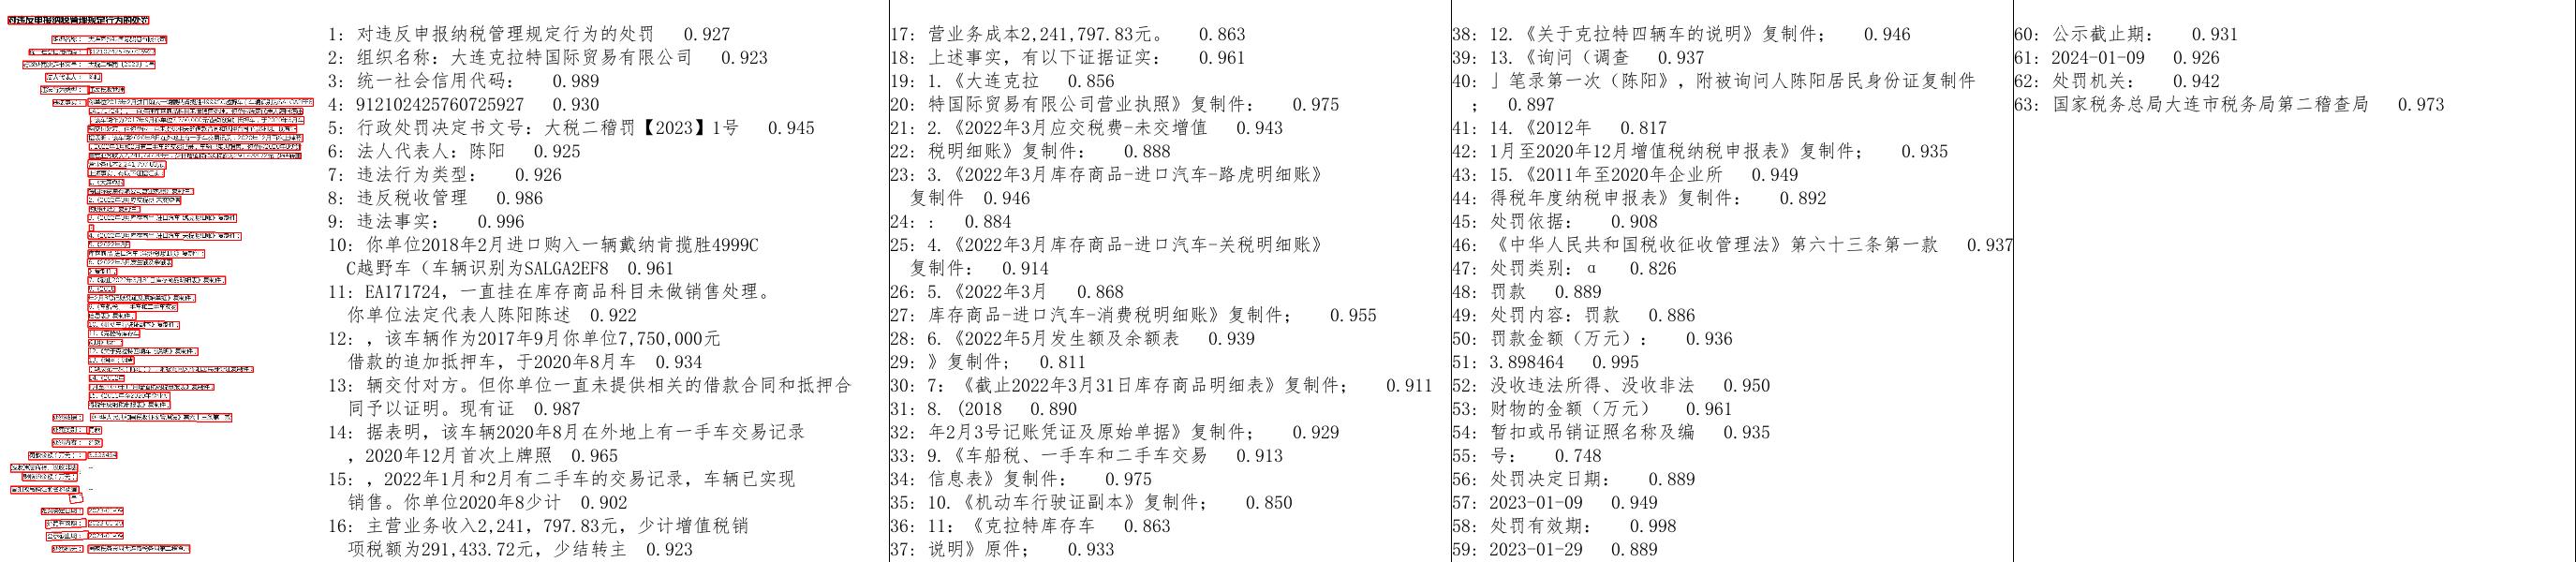 对违反申报纳税管理规定行为的处罚
1: 对违反申报纳税管理规定行为的处罚 0.927
2: 组织名称: 大连克拉特国际贸易有限公司 0.923
3: 统一社会信用代码: 0.989
4: 912102425760725927 0.930
5: 行政处罚决定书文号: 大税二稽罚【2023】1号 0.945
6: 法人代表人: 陈阳 0.925
7: 违法行为类型: 0.926
8: 违反税收管理 0.986
9: 违法事实: 0.996
10: 你单位2018年2月进口购入一辆戴纳肯揽胜4999C
C越野车（车辆识别为SALGA2EF8 0.961
11: EA171724, 一直挂在库存商品科目未做销售处理。
你单位法定代表人陈阳陈述 0.922
12: , 该车辆作为2017年9月你单位7,750,000元
借款的追加抵押车, 于2020年8月车 0.934
13: 辆交付对方。但你单位一直未提供相关的借款合同和抵押合
同予以证明。现有证 0.987
14: 据表明, 该车辆2020年8月在外地上有一手车交易记录
, 2020年12月首次上牌照 0.965
15: , 2022年1月和2月有二手车的交易记录, 车辆已实现
销售。你单位2020年8少计 0.902
16: 主营业务收入2,241, 797.83元, 少计增值税销
项税额为291,433.72元, 少结转主 0.923
17: 营业务成本2,241,797.83元。 0.863
18: 上述事实, 有以下证据证实: 0.961
19: 1.《大连克拉 0.856
20: 特国际贸易有限公司营业执照》复制件: 0.975
21: 2.《2022年3月应交税费-未交增值 0.943
22: 税明细账》复制件: 0.888
23: 3.《2022年3月库存商品-进口汽车-路虎明细账》
复制件 0.946
24: : 0.884
25: 4.《2022年3月库存商品-进口汽车-关税明细账》
复制件: 0.914
26: 5.《2022年3月 0.868
27: 库存商品-进口汽车-消费税明细账》复制件; 0.955
28: 6.《2022年5月发生额及余额表 0.939
29: 》复制件; 0.811
30: 7: 《截止2022年3月31日库存商品明细表》复制件; 0.911
31: 8. (2018 0.890
32: 年2月3号记账凭证及原始单据》复制件; 0.929
33: 9.《车船税、一手车和二手车交易 0.913
34: 信息表》复制件: 0.975
35: 10.《机动车行驶证副本》复制件; 0.850
36: 11: 《克拉特库存车 0.863
37: 说明》原件; 0.933
38: 12.《关于克拉特四辆车的说明》复制件; 0.946
39: 13.《询问（调查 0.937
40: 」笔录第一次（陈阳》, 附被询问人陈阳居民身份证复制件
; 0.897
41: 14.《2012年 0.817
42: 1月至2020年12月增值税纳税申报表》复制件; 0.935
43: 15.《2011年至2020年企业所 0.949
44: 得税年度纳税申报表》复制件: 0.892
45: 处罚依据: 0.908
46: 《中华人民共和国税收征收管理法》第六十三条第一款 0.937
47: 处罚类别: α 0.826
48: 罚款 0.889
49: 处罚内容: 罚款 0.886
50: 罚款金额（万元）: 0.936
51: 3.898464 0.995
52: 没收违法所得、没收非法 0.950
53: 财物的金额（万元） 0.961
54: 暂扣或吊销证照名称及编 0.935
55: 号: 0.748
56: 处罚决定日期: 0.889
57: 2023-01-09 0.949
58: 处罚有效期: 0.998
59: 2023-01-29 0.889
60: 公示截止期: 0.931
61: 2024-01-09 0.926
62: 处罚机关: 0.942
63: 国家税务总局大连市税务局第二稽查局 0.973